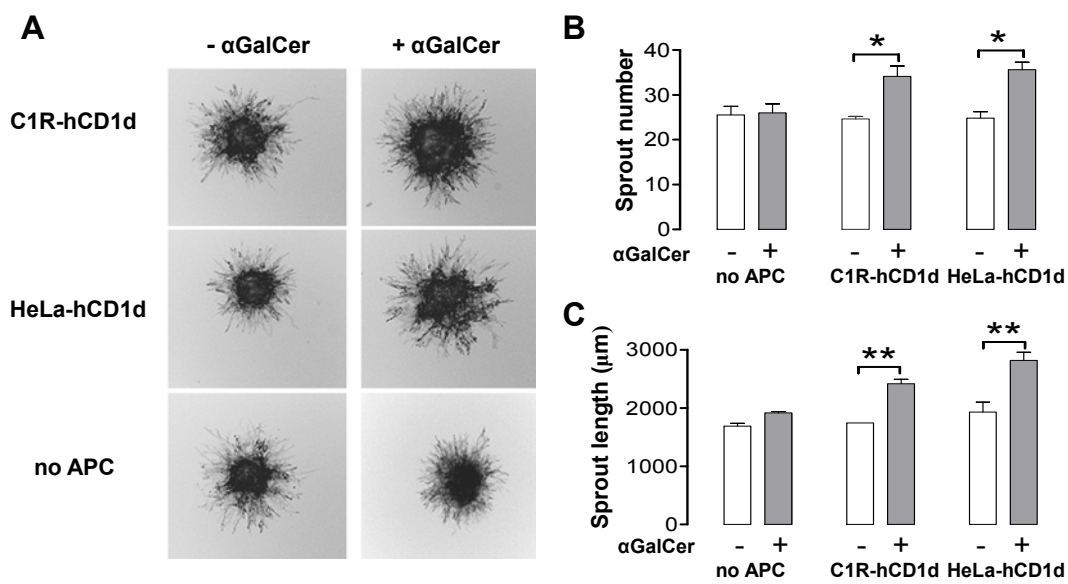 A
- αGalCer + αGalCer
C1R-hCD1d
HeLa-hCD1d
no APC
B
Sprout number
40
30
20
10
0
* *
αGalCer - + - + - +
no APC C1R-hCD1d HeLa-hCD1d
C
Sprout length (μm)
3000
2000
1000
0
** **
αGalCer - + - + - +
no APC C1R-hCD1d HeLa-hCD1d